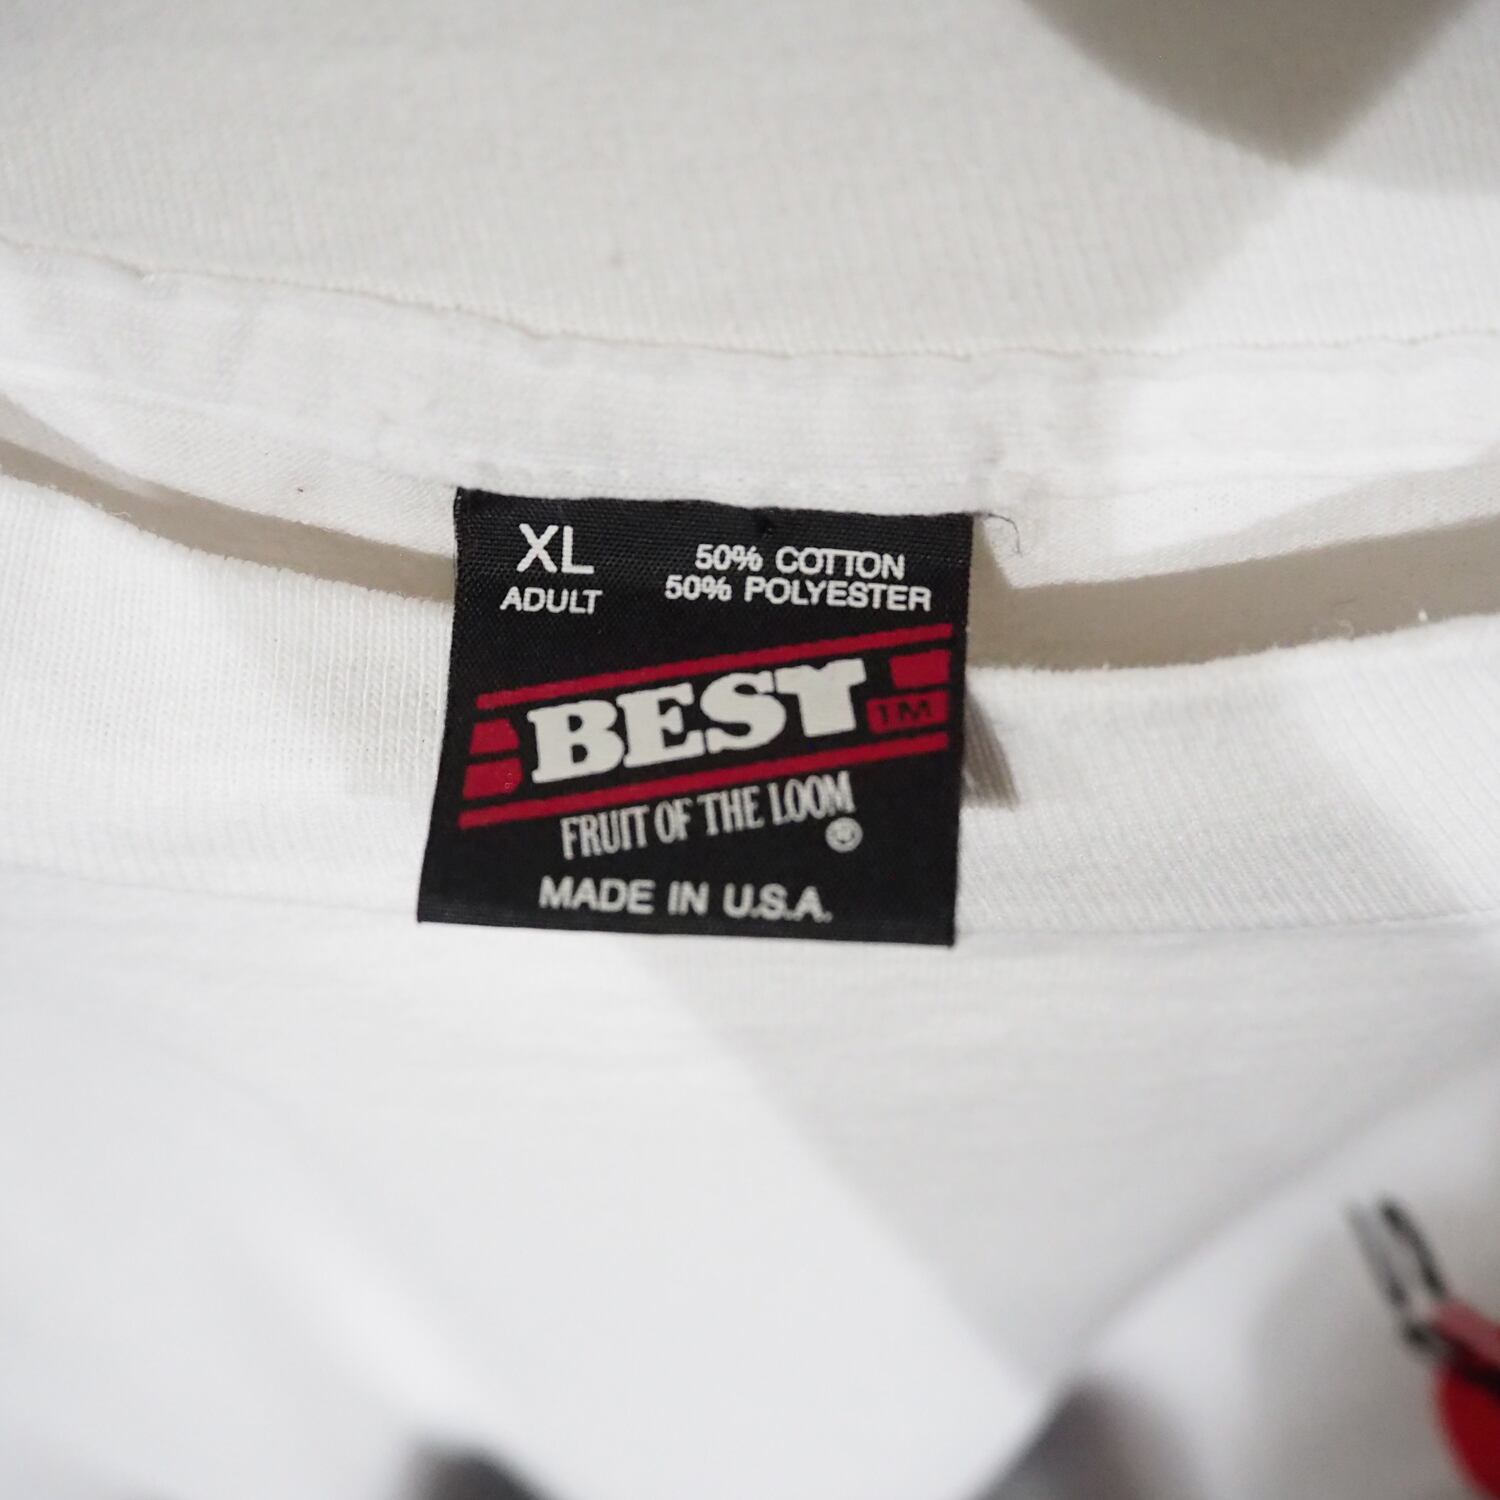 XL
ADULT
50% COTTON
50% POLYESTER
BEST TM
FRUIT OF THE LOOM
®
MADE IN U.S.A.